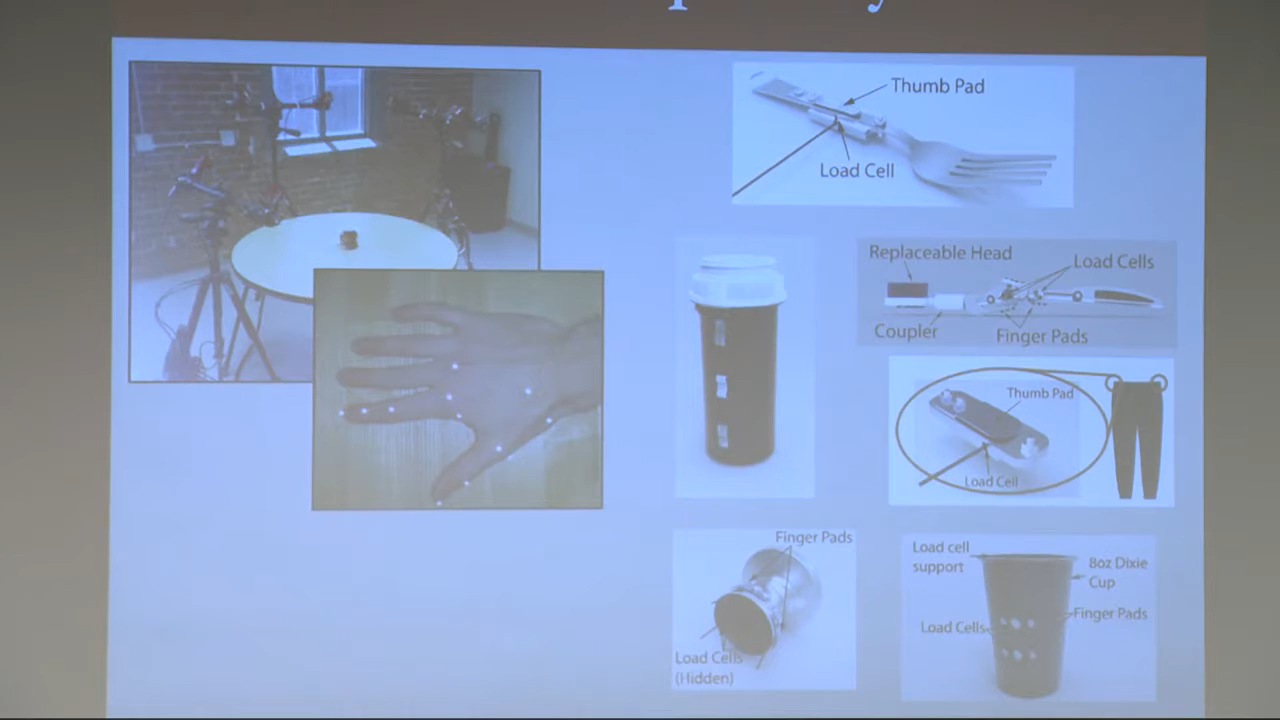 Thumb Pad
Load Cell
Replaceable Head
Load Cells
Coupler
Finger Pads
Thumb Pad
Load Cell
Finger Pads
Load Cells
(Hidden)
Load cell
support
8oz Dixie
Cup
Finger Pads
Load Cells